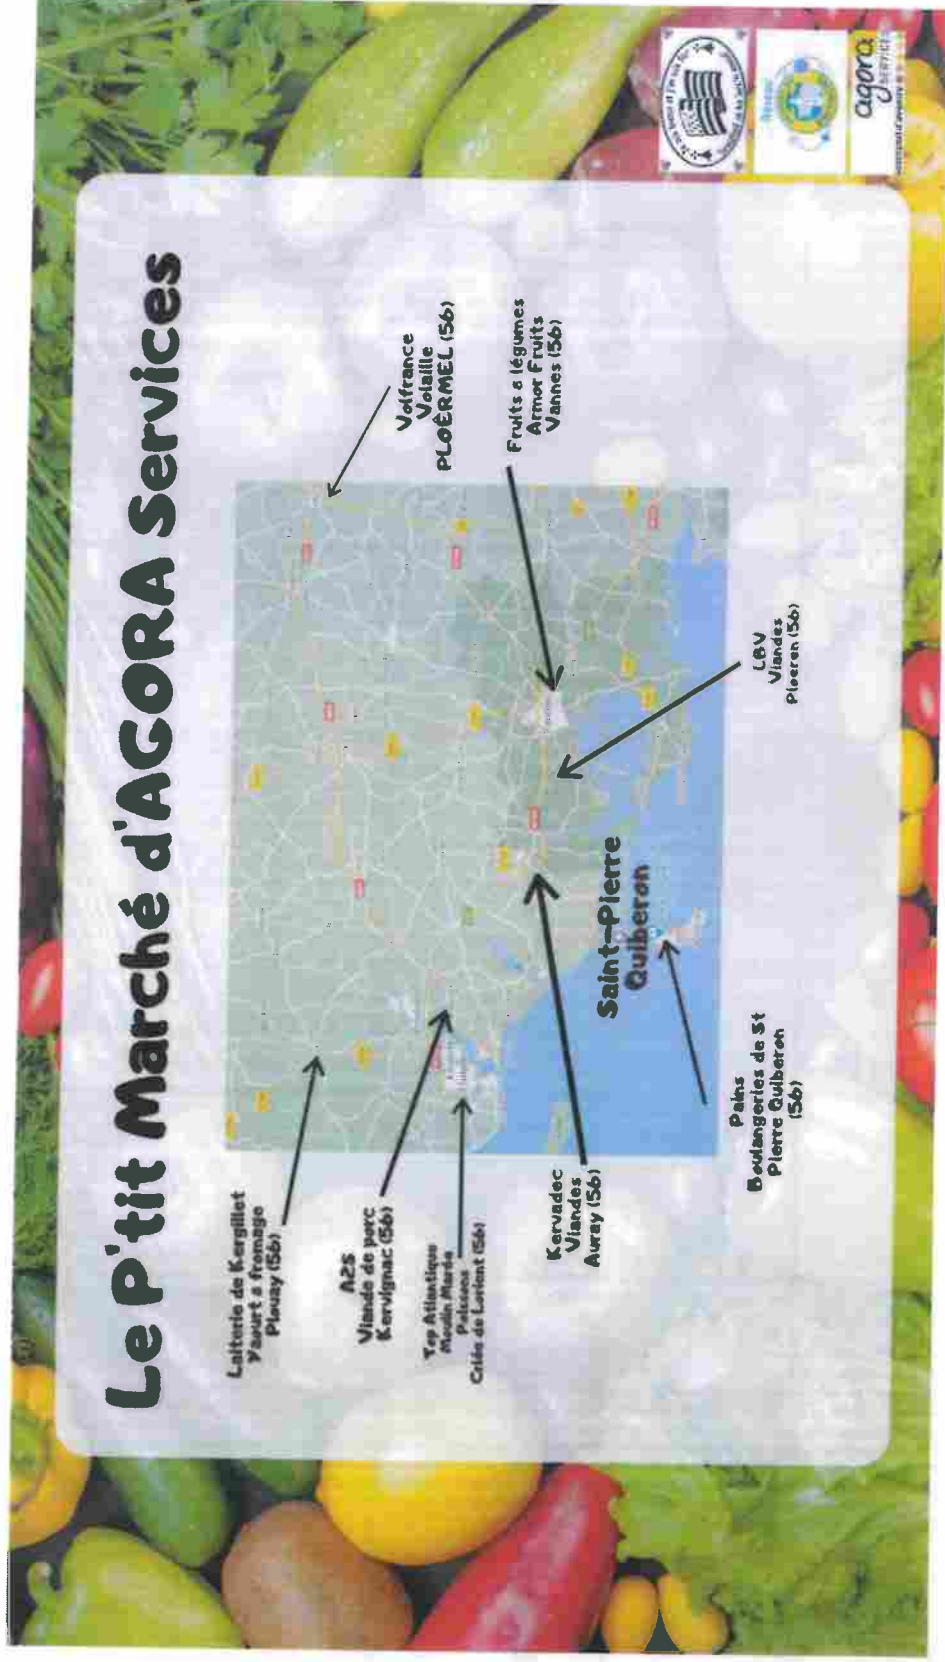 Le P'tit Marché d'AGORA Services
Laiterie de Kergillet
Yaourt & fromage
Plouay (56)
A2S
Viande de porc
Kervignac (56)
Top Atlantique
Moulin Marée
Poissons
Criée de Lorient (56)
Kervadec
Viandes
Auray (56)
Pains
Boulangeries de St
Pierre Quiberon
(56)
Saint-Pierre
Quiberon
LBV
Viandes
Ploeren (56)
Fruits & légumes
Armor Fruits
Vannes (56)
Volfrance
Volaille
PLOËRMEL (56)
agora
SERVICES